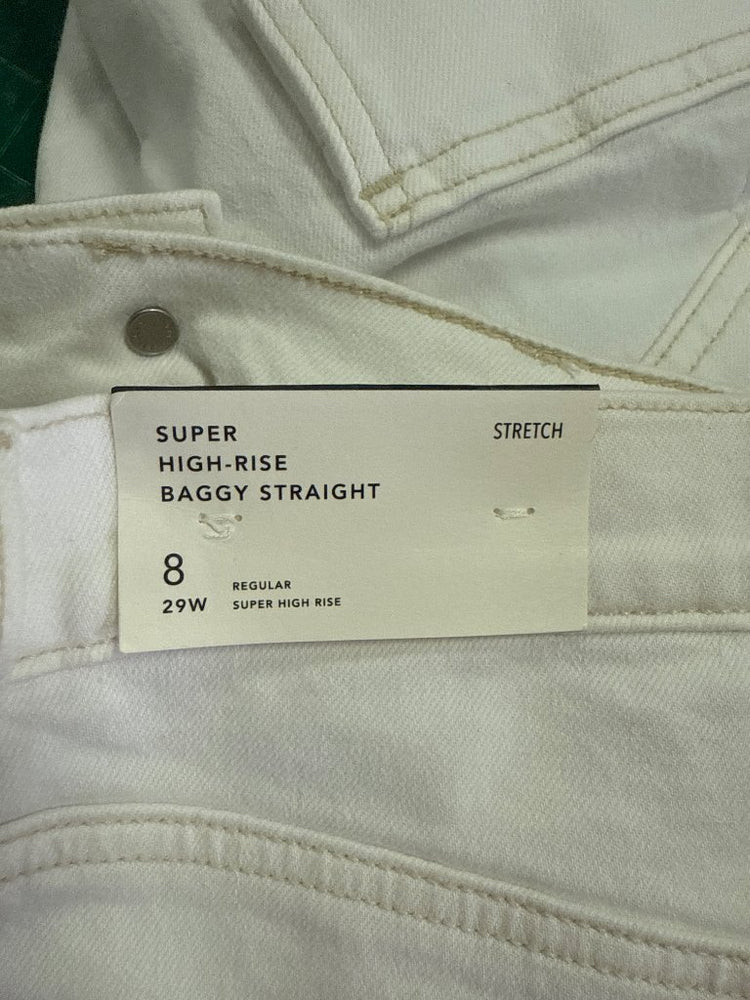 SUPER
HIGH-RISE
BAGGY STRAIGHT
STRETCH
8
29W
REGULAR
SUPER HIGH RISE